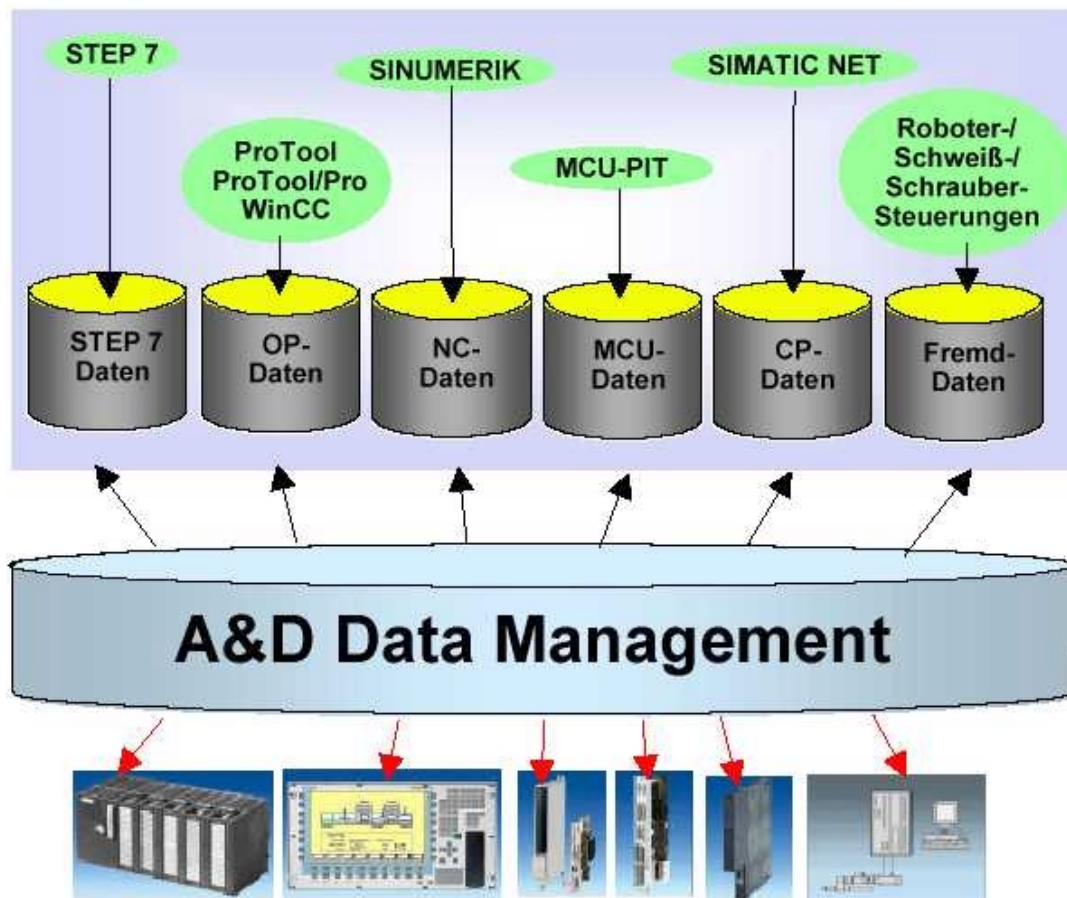 STEP 7
SINUMERIK
SIMATIC NET
ProTool
ProTool/Pro
WinCC
MCU-PIT
Roboter-/
Schweiß-/
Schrauber-
Steuerungen
STEP 7
Daten
OP-
Daten
NC-
Daten
MCU-
Daten
CP-
Daten
Fremd-
Daten
A&D Data Management